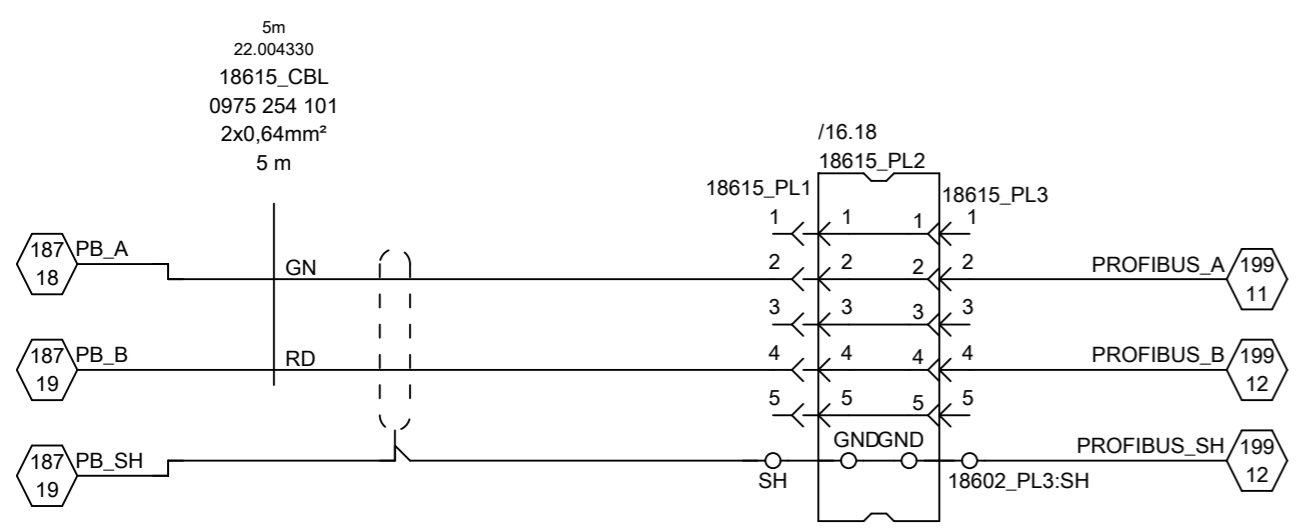 5m
22.004330
18615_CBL
0975 254 101
2x0,64mm²
5 m
/16.18
18615_PL2
18615_PL1
18615_PL3
1 1 1 1
187 PB_A
18
GN
2 2 2 2
PROFIBUS_A 199
11
3 3 3 3
187 PB_B
19
RD
4 4 4 4
PROFIBUS_B 199
12
5 5 5 5
187 PB_SH
19
GNDGND
PROFIBUS_SH 199
12
SH
18602_PL3:SH